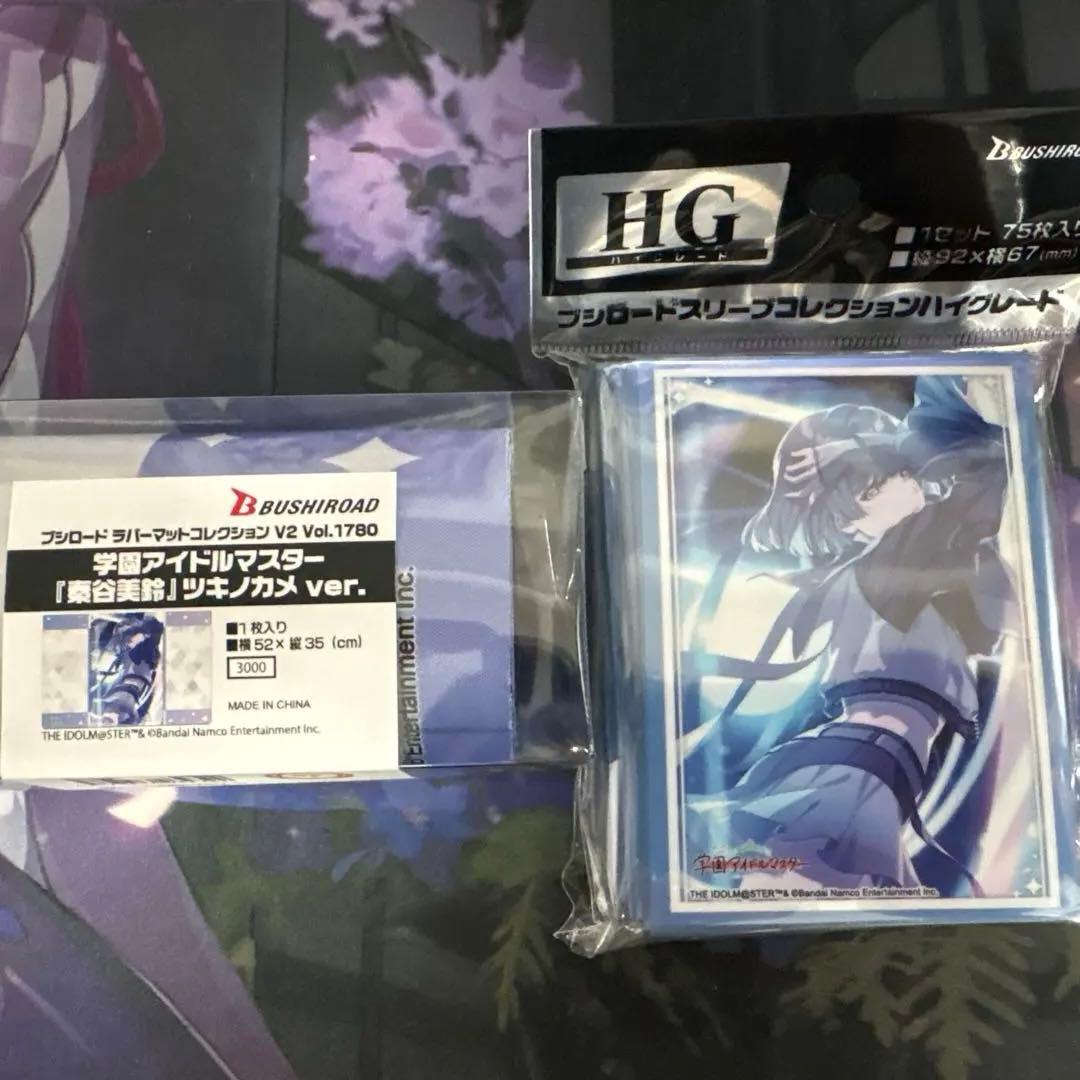 BUSHIROAD
ブシロード ラバーマットコレクション V2 Vol.1780
学園アイドルマスター
『秦谷美鈴』ツキノカメ ver.
■1枚入り
■横52×縦35 (cm)
3000
MADE IN CHINA
THE IDOLM@STER™& ©Bandai Namco Entertainment Inc.
Entertainment Inc.
BUSHIRO
HG
ハイグレード
■1セット 75枚入り
■縦92×横67(mm)
ブシロードスリーブコレクションハイグレード
学園アイドルマスター
THE IDOLM@STER™& ©Bandai Namco Entertainment Inc.